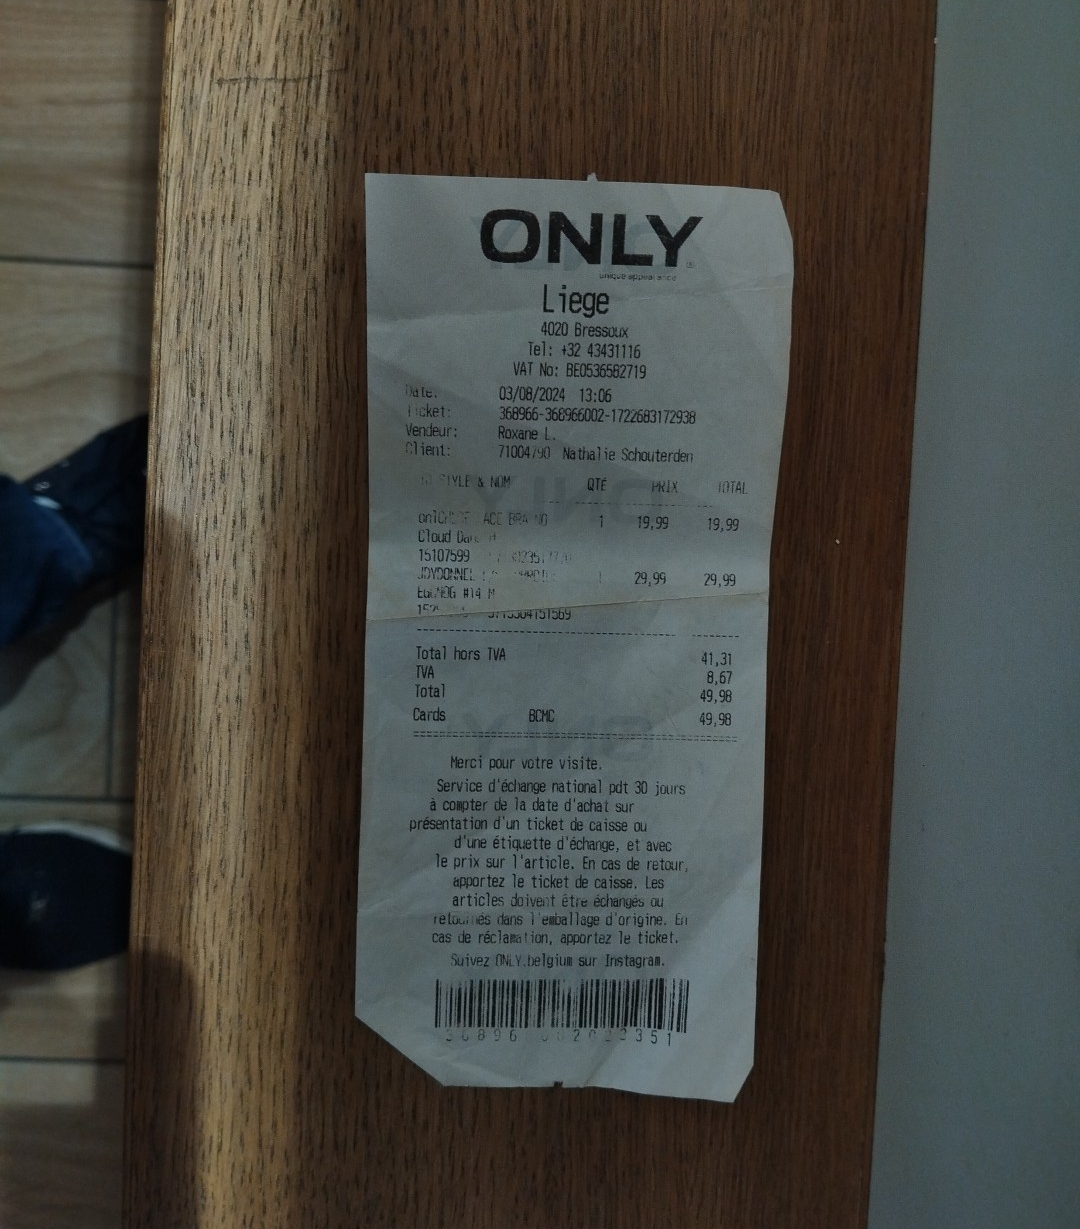 ONLY
unique appearance
Liege
4020 Bressoux
Tel: +32 43431116
VAT No: BE0536582719
Date: 03/08/2024 13:06
Ticket: 368966-368966002-1722683172938
Vendeur: Roxane L.
Client: Nathalie Schouterden
STYLE & NOM QTÉ PRIX TOTAL
1 19,99 19,99
Cloud
15107599
29,99 29,99
#14 M
Total hors TVA 41,31
TVA 8,67
Total 49,98
Cards BCMC 49,98
Merci pour votre visite.
Service d'échange national pdt 30 jours
à compter de la date d'achat sur
présentation d'un ticket de caisse ou
d'une étiquette d'échange, et avec
le prix sur l'article. En cas de retour,
apportez le ticket de caisse. Les
articles doivent être échangés ou
retournés dans l'emballage d'origine. En
cas de réclamation, apportez le ticket.
Suivez ONLY.belgium sur Instagram.